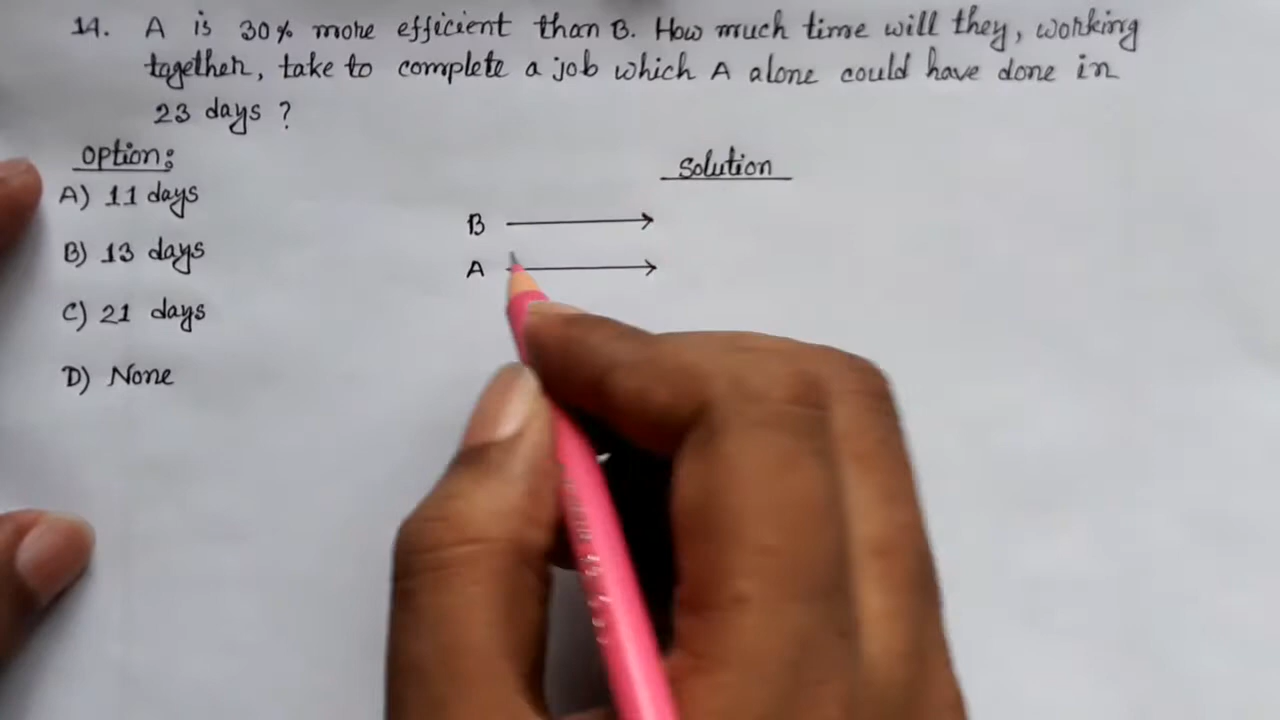 14. A is 30% more efficient than B. How much time will they, working
together, take to complete a job which A alone could have done in
23 days ?
Option:
A) 11 days
B) 13 days
C) 21 days
D) None
Solution
B
A